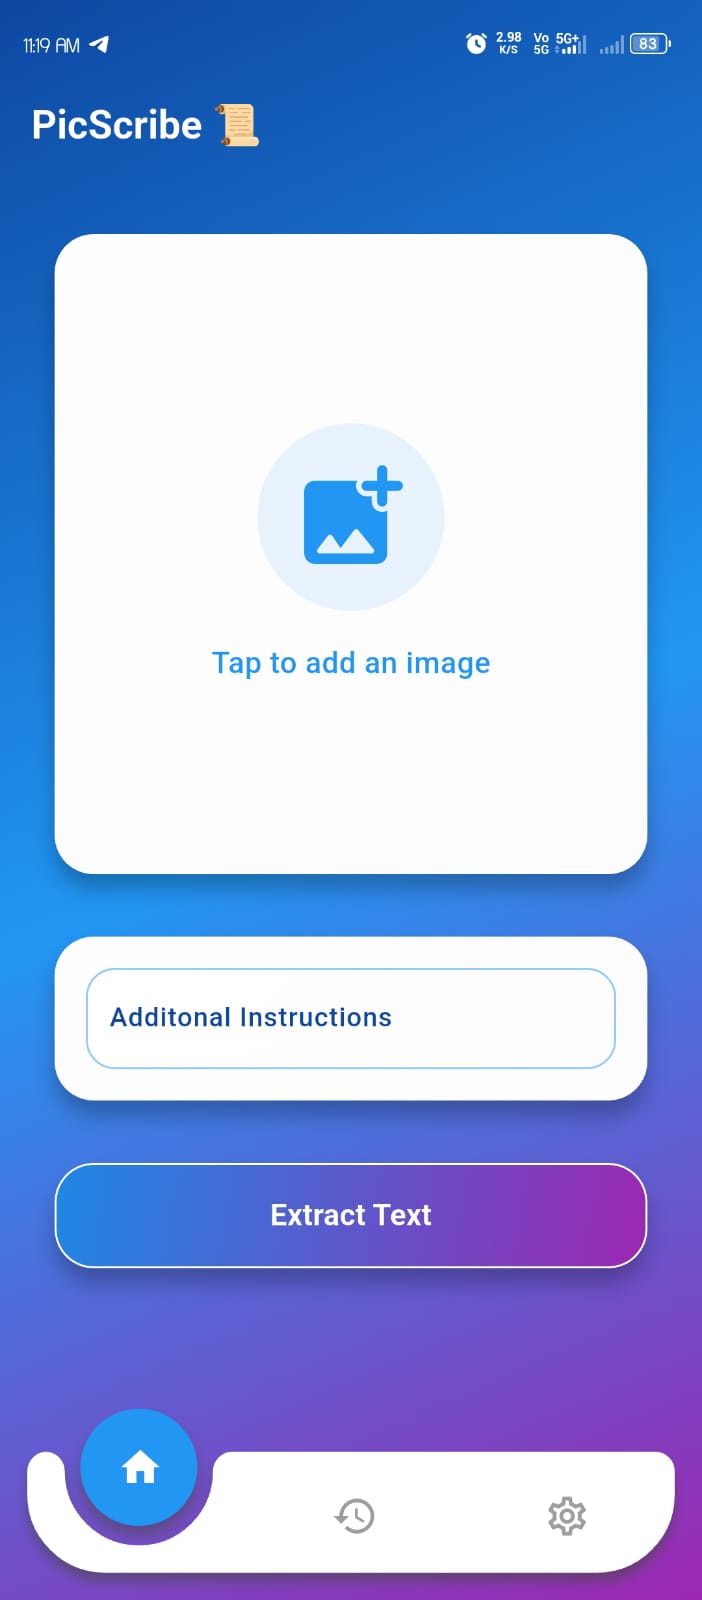 11:19 AM
2.98 K/S Vo 5G 5G+ 83
PicScribe 📜
Tap to add an image
Additonal Instructions
Extract Text